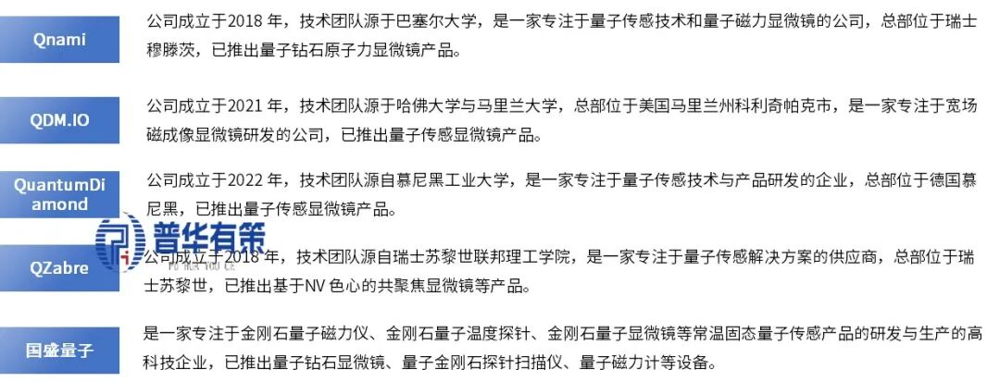 Qnami
公司成立于2018 年，技术团队源于巴塞尔大学，是一家专注于量子传感技术和量子磁力显微镜的公司，总部位于瑞士
穆滕茨，已推出量子钻石原子力显微镜产品。
QDM.IO
公司成立于2021 年，技术团队源于哈佛大学与马里兰大学，总部位于美国马里兰州科利奇帕克市，是一家专注于宽场
磁成像显微镜研发的公司，已推出量子传感显微镜产品。
QuantumDi
amond
公司成立于2022 年，技术团队源自慕尼黑工业大学，是一家专注于量子传感技术与产品研发的企业，总部位于德国慕
尼黑，已推出量子传感显微镜产品。
普华有策
PU HUA YOU CE
QZabre
公司成立于2018 年，技术团队源自瑞士苏黎世联邦理工学院，是一家专注于量子传感解决方案的供应商，总部位于瑞
士苏黎世，已推出基于NV 色心的共聚焦显微镜等产品。
国盛量子
是一家专注于金刚石量子磁力仪、金刚石量子温度探针、金刚石量子显微镜等常温固态量子传感产品的研发与生产的高
科技企业，已推出量子钻石显微镜、量子金刚石探针扫描仪、量子磁力计等设备。